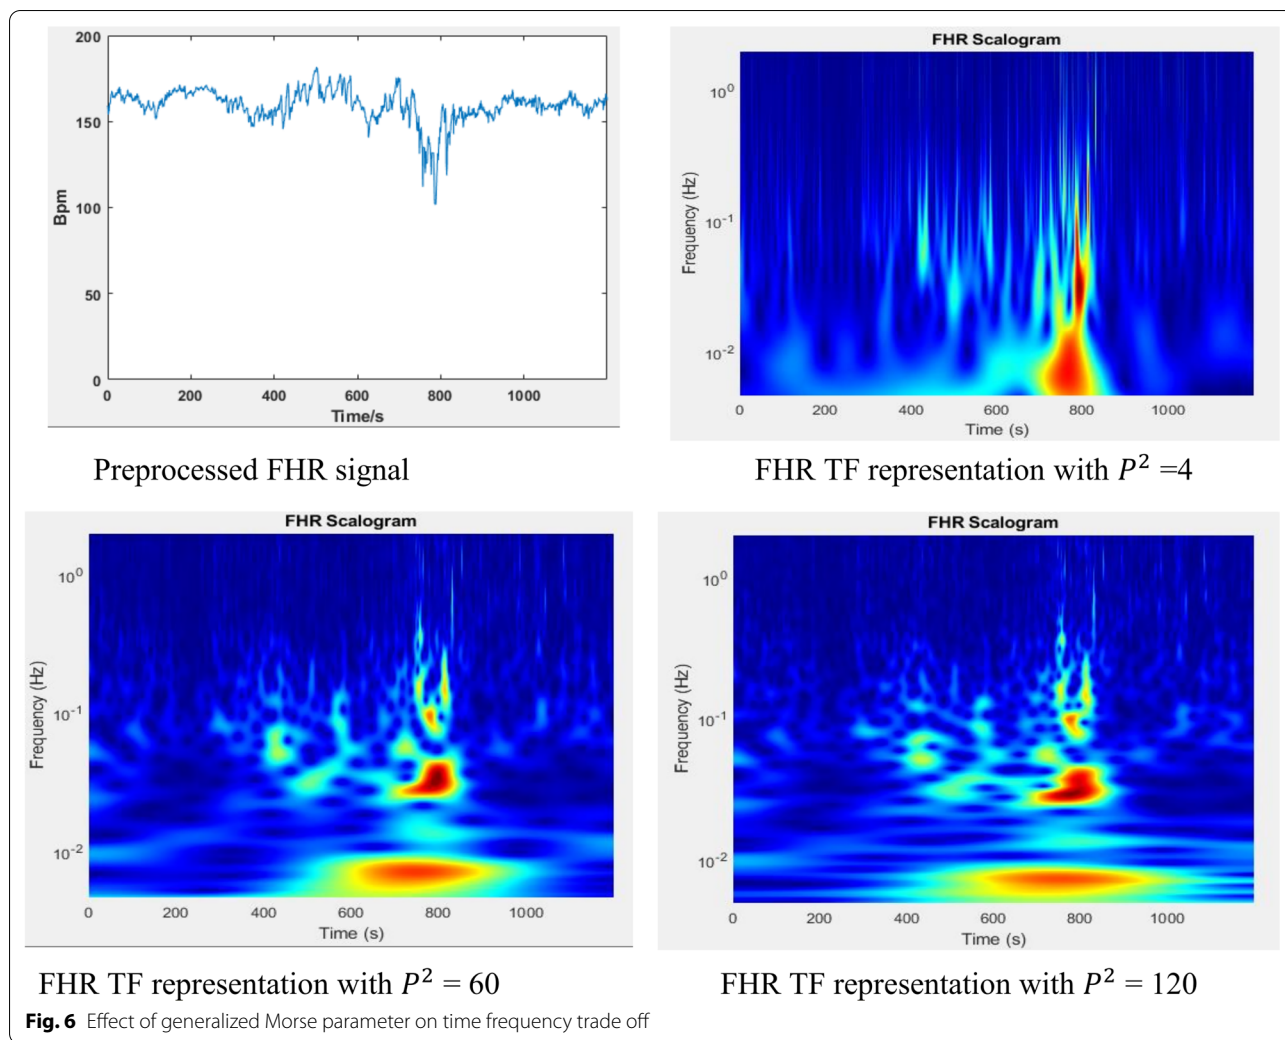 200
150
100
50
0
Bpm
0 200 400 600 800 1000
Time/s
Preprocessed FHR signal
FHR Scalogram
10^0
10^-1
10^-2
Frequency (Hz)
0 200 400 600 800 1000
Time (s)
FHR TF representation with P^2 =4
FHR Scalogram
10^0
10^-1
10^-2
Frequency (Hz)
0 200 400 600 800 1000
Time (s)
FHR TF representation with P^2 = 60
FHR Scalogram
10^0
10^-1
10^-2
Frequency (Hz)
0 200 400 600 800 1000
Time (s)
FHR TF representation with P^2 = 120
Fig. 6 Effect of generalized Morse parameter on time frequency trade off